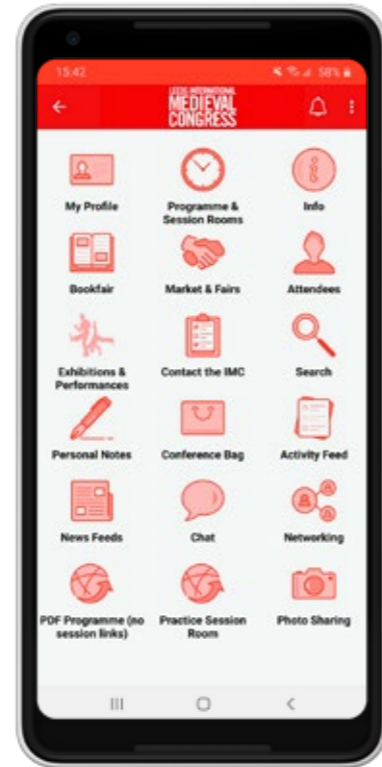 15:42
58%
LEEDS INTERNATIONAL
MEDIEVAL
CONGRESS
My Profile
Programme &
Session Rooms
Info
Bookfair
Market & Fairs
Attendees
Exhibitions &
Performances
Contact the IMC
Search
Personal Notes
Conference Bag
Activity Feed
News Feeds
Chat
Networking
PDF Programme (no
session links)
Practice Session
Room
Photo Sharing